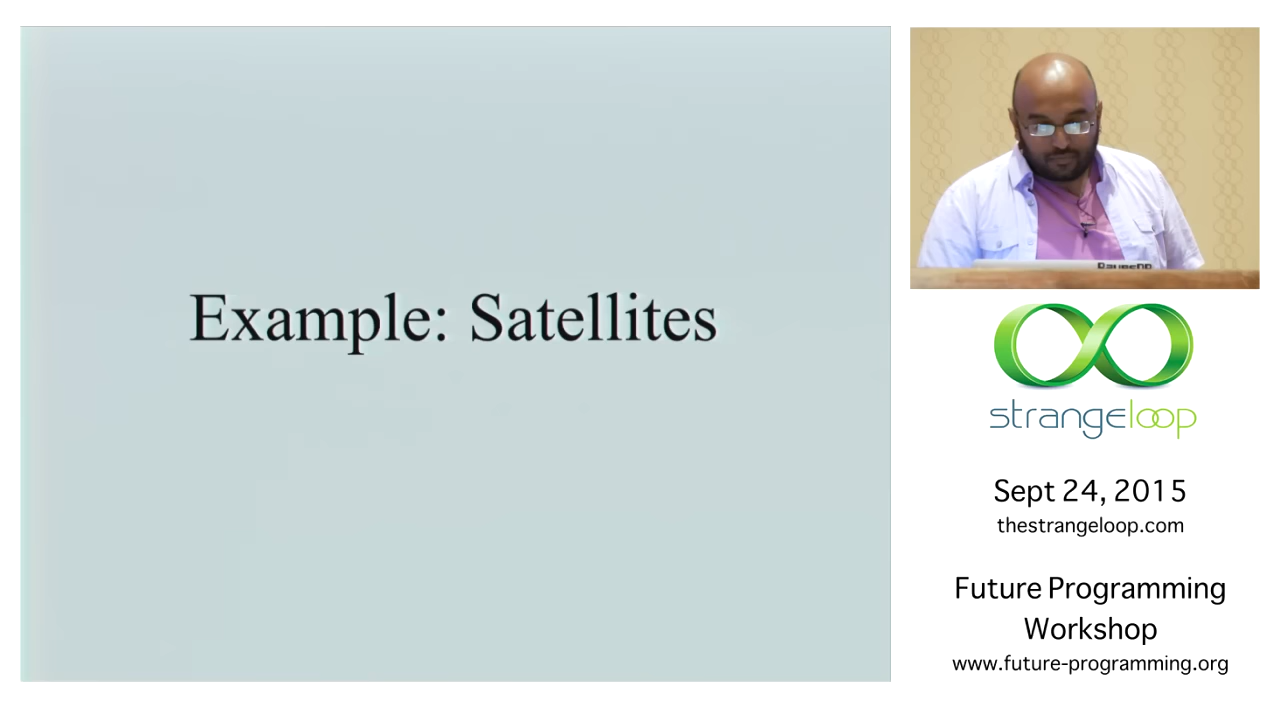 Example: Satellites
strangeloop
Sept 24, 2015
thestrangeloop.com
Future Programming
Workshop
www.future-programming.org